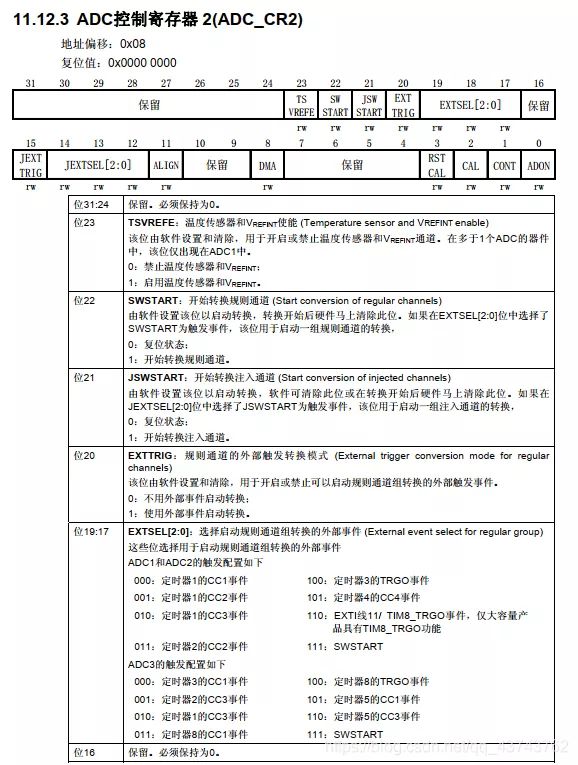 11.12.3 ADC控制寄存器 2(ADC_CR2)
地址偏移：0x08
复位值：0x0000 0000
31 30 29 28 27 26 25 24 23 22 21 20 19 18 17 16
保留 TS VREFE SW START JSW START EXT TRIG EXTSEL[2:0] 保留
rw rw rw rw rw rw rw
15 14 13 12 11 10 9 8 7 6 5 4 3 2 1 0
JEXT TRIG JEXTSEL[2:0] ALIGN 保留 DMA 保留 RST CAL CAL CONT ADON
rw rw rw rw rw rw rw rw rw rw
位31:24 保留。必须保持为0。
位23 TSVREFE：温度传感器和VREFINT使能 (Temperature sensor and VREFINT enable)
该位由软件设置和清除，用于开启或禁止温度传感器和VREFINT通道。在多于1个ADC的器件
中，该位仅出现在ADC1中。
0：禁止温度传感器和VREFINT；
1：启用温度传感器和VREFINT。
位22 SWSTART：开始转换规则通道 (Start conversion of regular channels)
由软件设置该位以启动转换，转换开始后硬件马上清除此位。如果在EXTSEL[2:0]位中选择了
SWSTART为触发事件，该位用于启动一组规则通道的转换，
0：复位状态；
1：开始转换规则通道。
位21 JSWSTART：开始转换注入通道 (Start conversion of injected channels)
由软件设置该位以启动转换，软件可清除此位或在转换开始后硬件马上清除此位。如果在
JEXTSEL[2:0]位中选择了JSWSTART为触发事件，该位用于启动一组注入通道的转换，
0：复位状态；
1：开始转换注入通道。
位20 EXTTRIG：规则通道的外部触发转换模式 (External trigger conversion mode for regular
channels)
该位由软件设置和清除，用于开启或禁止可以启动规则通道组转换的外部触发事件。
0：不用外部事件启动转换；
1：使用外部事件启动转换。
位19:17 EXTSEL[2:0]：选择启动规则通道组转换的外部事件 (External event select for regular group)
这些位选择用于启动规则通道组转换的外部事件
ADC1和ADC2的触发配置如下
000：定时器1的CC1事件 100：定时器3的TRGO事件
001：定时器1的CC2事件 101：定时器4的CC4事件
010：定时器1的CC3事件 110：EXTI线11/ TIM8_TRGO事件，仅大容量产
品具有TIM8_TRGO功能
011：定时器2的CC2事件 111：SWSTART
ADC3的触发配置如下
000：定时器3的CC1事件 100：定时器8的TRGO事件
001：定时器2的CC3事件 101：定时器5的CC1事件
010：定时器1的CC3事件 110：定时器5的CC3事件
011：定时器8的CC1事件 111：SWSTART
位16 保留。必须保持为0。